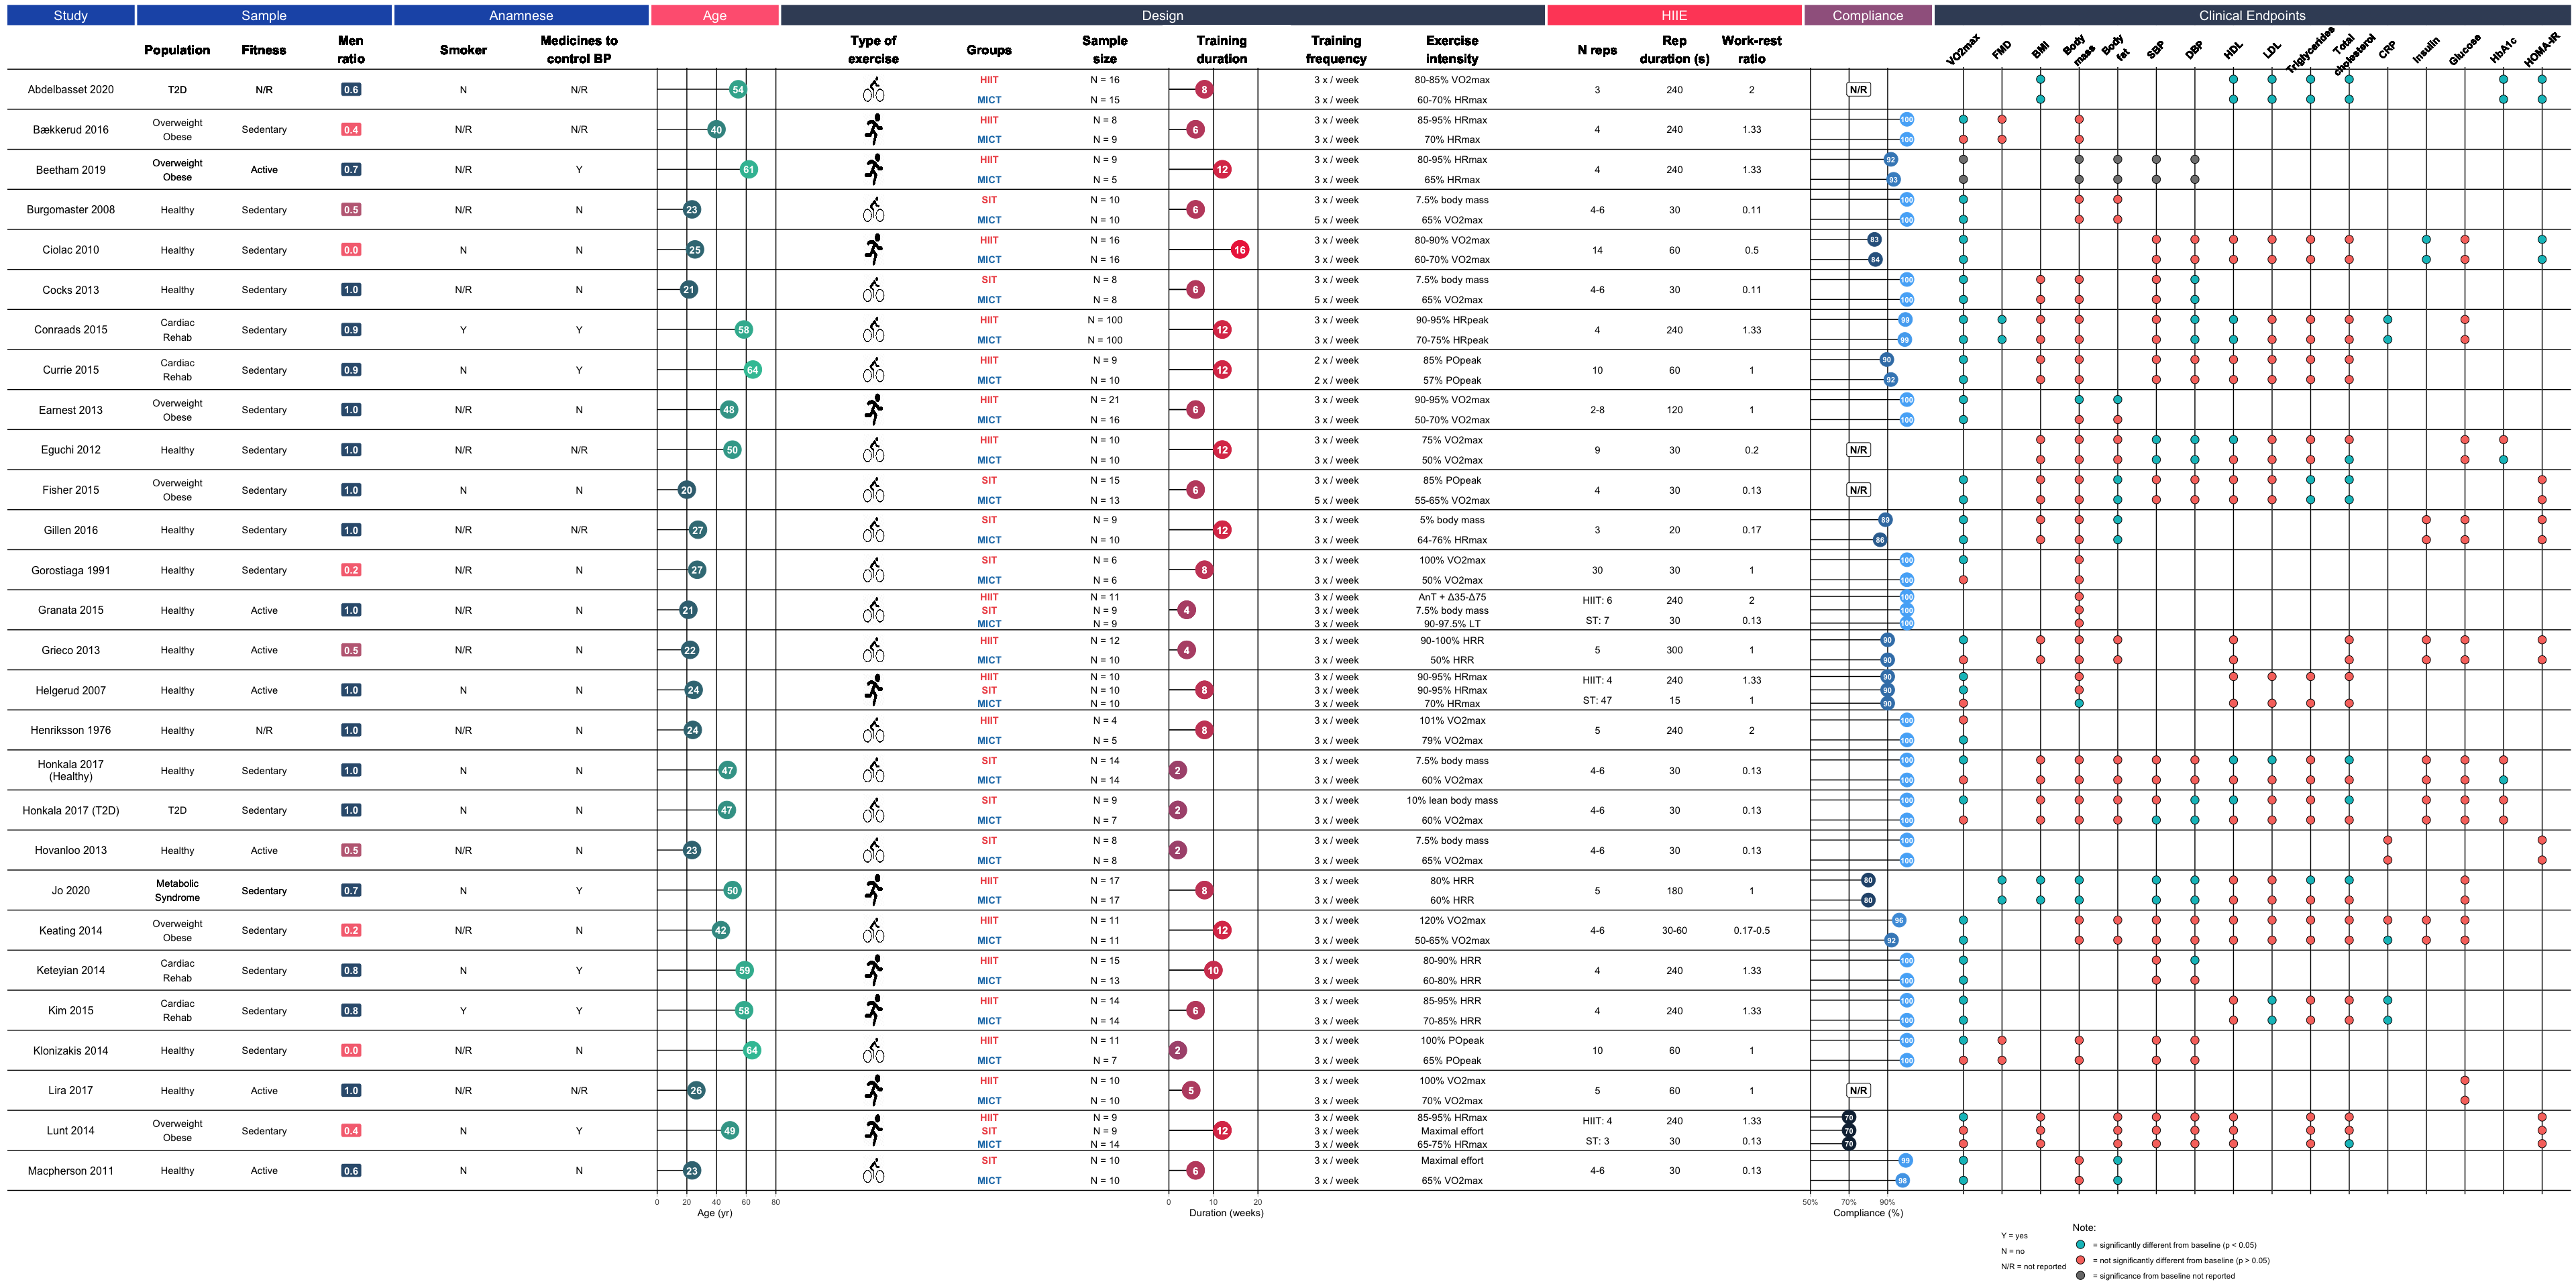 Study Sample Anamnese Age Design HIIE Compliance Clinical Endpoints
Population Fitness Men ratio Smoker Medicines to control BP Type of exercise Groups Sample size Training duration Training frequency Exercise intensity N reps Rep duration (s) Work-rest ratio VO2max FMD BMI Body mass Body fat SBP DBP HDL LDL Triglycerides Total cholesterol CRP Insulin Glucose HbA1c HOMA-IR
Abdelbasset 2020 T2D N/R 0.6 N N/R 54 HIIT N = 16 8 3 x / week 80-85% VO2max 3 240 2 N/R
MICT N = 15 3 x / week 60-70% HRmax
Bækkerud 2016 Overweight Obese Sedentary 0.4 N/R N/R 40 HIIT N = 8 6 3 x / week 85-95% HRmax 4 240 1.33 100
MICT N = 9 3 x / week 70% HRmax 100
Beetham 2019 Overweight Obese Active 0.7 N/R Y 61 HIIT N = 9 12 3 x / week 80-95% HRmax 4 240 1.33 92
MICT N = 5 3 x / week 65% HRmax 93
Burgomaster 2008 Healthy Sedentary 0.5 N/R N 23 SIT N = 10 6 3 x / week 7.5% body mass 4-6 30 0.11 100
MICT N = 10 5 x / week 65% VO2max 100
Ciolac 2010 Healthy Sedentary 0.0 N N 25 HIIT N = 16 16 3 x / week 80-90% VO2max 14 60 0.5 83
MICT N = 16 3 x / week 60-70% VO2max 84
Cocks 2013 Healthy Sedentary 1.0 N/R N 21 SIT N = 8 6 3 x / week 7.5% body mass 4-6 30 0.11 100
MICT N = 8 5 x / week 65% VO2max 100
Conraads 2015 Cardiac Rehab Sedentary 0.9 Y Y 58 HIIT N = 100 12 3 x / week 90-95% HRpeak 4 240 1.33 99
MICT N = 100 3 x / week 70-75% HRpeak 99
Currie 2015 Cardiac Rehab Sedentary 0.9 N Y 64 HIIT N = 9 12 2 x / week 85% POpeak 10 60 1 90
MICT N = 10 2 x / week 57% POpeak 92
Earnest 2013 Overweight Obese Sedentary 1.0 N/R N 48 HIIT N = 21 6 3 x / week 90-95% VO2max 2-8 120 1 100
MICT N = 16 3 x / week 50-70% VO2max 100
Eguchi 2012 Healthy Sedentary 1.0 N/R N/R 50 HIIT N = 10 12 3 x / week 75% VO2max 9 30 0.2 N/R
MICT N = 10 3 x / week 50% VO2max
Fisher 2015 Overweight Obese Sedentary 1.0 N N 20 SIT N = 15 6 3 x / week 85% POpeak 4 30 0.13 N/R
MICT N = 13 5 x / week 55-65% VO2max
Gillen 2016 Healthy Sedentary 1.0 N/R N/R 27 SIT N = 9 12 3 x / week 5% body mass 3 20 0.17 89
MICT N = 10 3 x / week 64-76% HRmax 86
Gorostiaga 1991 Healthy Sedentary 0.2 N/R N 27 SIT N = 6 8 3 x / week 100% VO2max 30 30 1 100
MICT N = 6 3 x / week 50% VO2max 100
Granata 2015 Healthy Active 1.0 N/R N 21 HIIT N = 11 4 3 x / week AnT + Δ35-Δ75 HIIT: 6 240 2 100
SIT N = 9 3 x / week 7.5% body mass 100
MICT N = 9 3 x / week 90-97.5% LT ST: 7 30 0.13 100
Grieco 2013 Healthy Active 0.5 N/R N 22 HIIT N = 12 4 3 x / week 90-100% HRR 5 300 1 90
MICT N = 10 3 x / week 50% HRR 90
Helgerud 2007 Healthy Active 1.0 N N 24 HIIT N = 10 8 3 x / week 90-95% HRmax HIIT: 4 240 1.33 90
SIT N = 10 3 x / week 90-95% HRmax 90
MICT N = 10 3 x / week 70% HRmax ST: 47 15 1 90
Henriksson 1976 Healthy N/R 1.0 N/R N 24 HIIT N = 4 8 3 x / week 101% VO2max 5 240 2 100
MICT N = 5 3 x / week 79% VO2max 100
Honkala 2017 (Healthy) Healthy Sedentary 1.0 N N 47 SIT N = 14 2 3 x / week 7.5% body mass 4-6 30 0.13 100
MICT N = 14 3 x / week 60% VO2max 100
Honkala 2017 (T2D) T2D Sedentary 1.0 N N 47 SIT N = 9 2 3 x / week 10% lean body mass 4-6 30 0.13 100
MICT N = 7 3 x / week 60% VO2max 100
Hovanloo 2013 Healthy Active 0.5 N/R N 23 SIT N = 8 2 3 x / week 7.5% body mass 4-6 30 0.13 100
MICT N = 8 3 x / week 65% VO2max 100
Jo 2020 Metabolic Syndrome Sedentary 0.7 N Y 50 HIIT N = 17 8 3 x / week 80% HRR 5 180 1 80
MICT N = 17 3 x / week 60% HRR 80
Keating 2014 Overweight Obese Sedentary 0.2 N/R N 42 HIIT N = 11 12 3 x / week 120% VO2max 4-6 30-60 0.17-0.5 96
MICT N = 11 3 x / week 50-65% VO2max 92
Keteyian 2014 Cardiac Rehab Sedentary 0.8 N Y 59 HIIT N = 15 10 3 x / week 80-90% HRR 4 240 1.33 100
MICT N = 13 3 x / week 60-80% HRR 100
Kim 2015 Cardiac Rehab Sedentary 0.8 Y Y 58 HIIT N = 14 6 3 x / week 85-95% HRR 4 240 1.33 100
MICT N = 14 3 x / week 70-85% HRR 100
Klonizakis 2014 Healthy Sedentary 0.0 N/R N 64 HIIT N = 11 2 3 x / week 100% POpeak 10 60 1 100
MICT N = 7 3 x / week 65% POpeak 100
Lira 2017 Healthy Active 1.0 N/R N/R 26 HIIT N = 10 5 3 x / week 100% VO2max 5 60 1 N/R
MICT N = 10 3 x / week 70% VO2max
Lunt 2014 Overweight Obese Sedentary 0.4 N Y 49 HIIT N = 9 12 3 x / week 85-95% HRmax HIIT: 4 240 1.33 70
SIT N = 9 3 x / week Maximal effort 70
MICT N = 14 3 x / week 65-75% HRmax ST: 3 30 0.13 70
Macpherson 2011 Healthy Active 0.6 N N 23 SIT N = 10 6 3 x / week Maximal effort 4-6 30 0.13 99
MICT N = 10 3 x / week 65% VO2max 98
0 20 40 60 80 0 10 20 50% 70% 90%
Age (yr) Duration (weeks) Compliance (%)
Note:
Y = yes
N = no
N/R = not reported
= significantly different from baseline (p < 0.05)
= not significantly different from baseline (p > 0.05)
= significance from baseline not reported